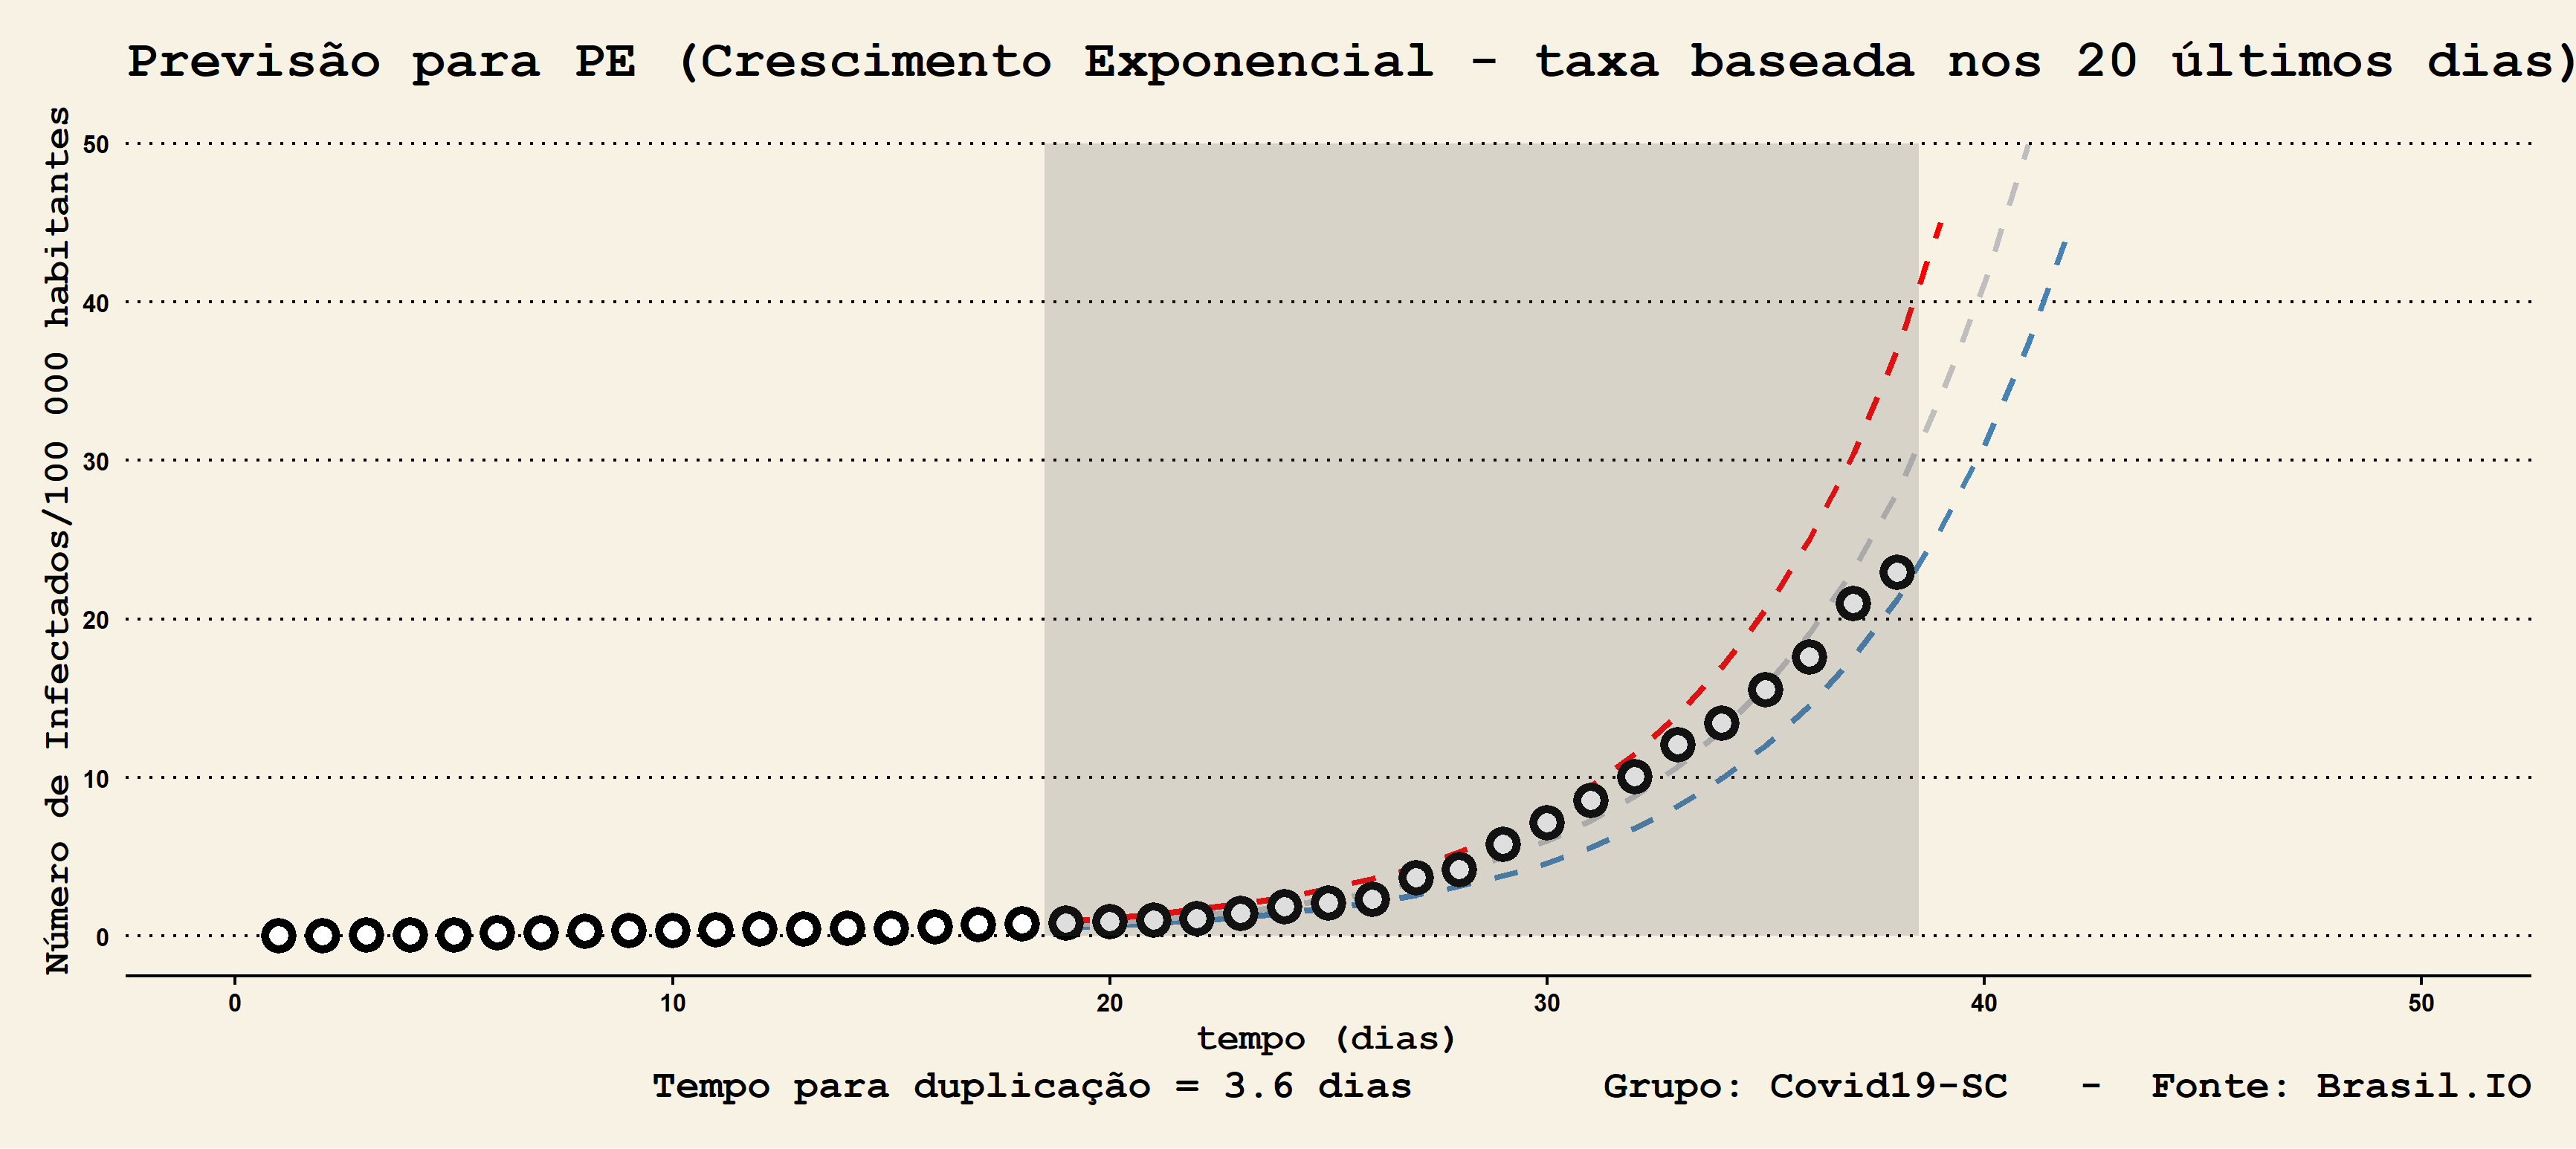 Previsão para PE (Crescimento Exponencial - taxa baseada nos 20 últimos dias)
Número de Infectados/100 000 habitantes
50
40
30
20
10
0
0 10 20 30 40 50
tempo (dias)
Tempo para duplicação = 3.6 dias Grupo: Covid19-SC - Fonte: Brasil.IO